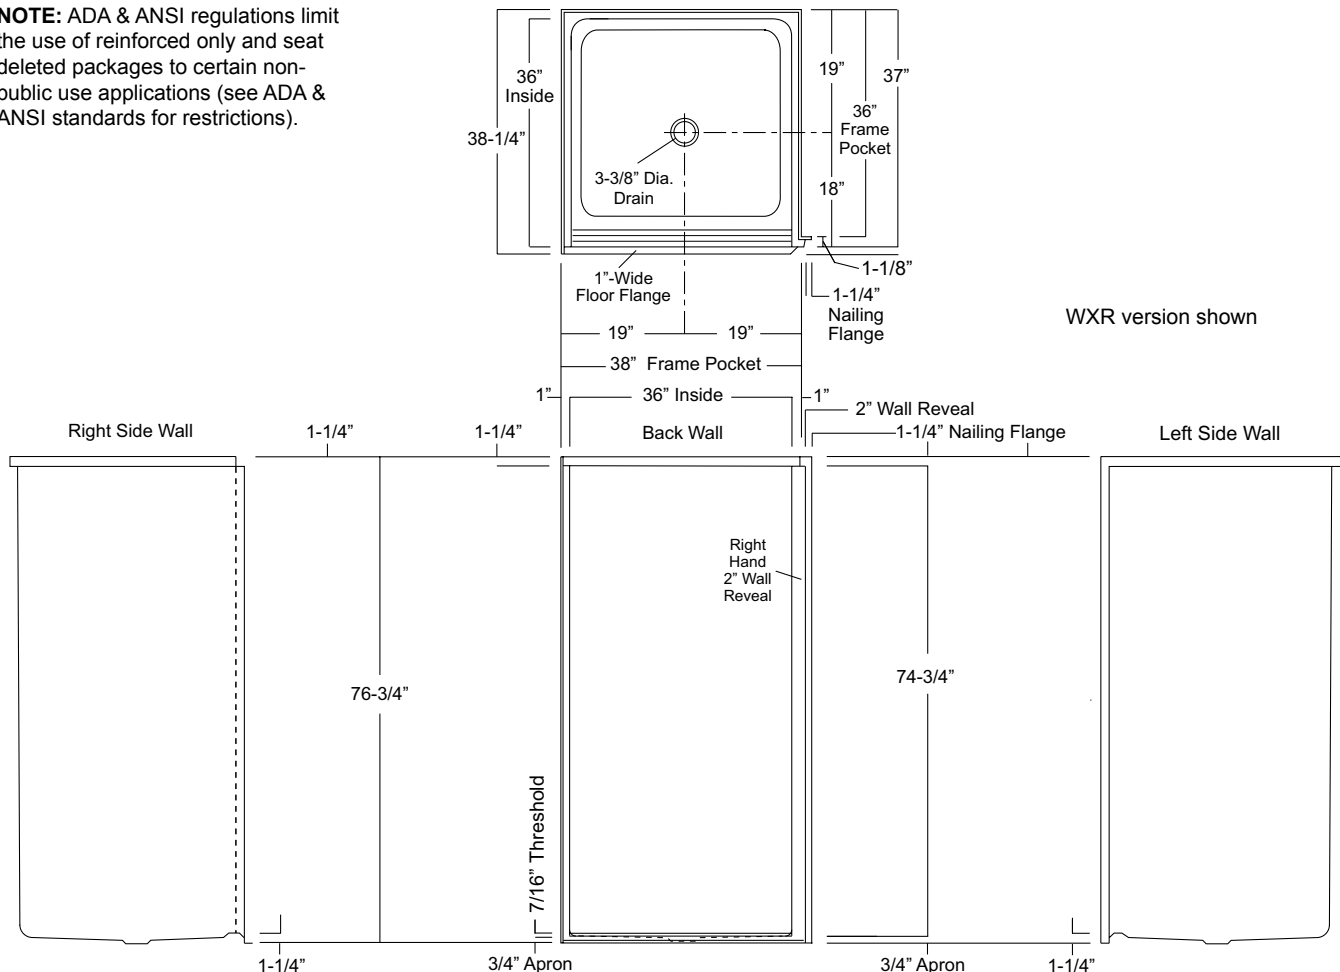 NOTE: ADA & ANSI regulations limit
the use of reinforced only and seat
deleted packages to certain non-
public use applications (see ADA &
ANSI standards for restrictions).
36”
Inside
38-1/4”
3-3/8” Dia.
Drain
19”
37”
36”
Frame
Pocket
18”
1-1/8”
1”-Wide
Floor Flange
1-1/4”
Nailing
Flange
WXR version shown
19”
19”
38” Frame Pocket
1”
36” Inside
1”
2” Wall Reveal
Right Side Wall
1-1/4”
1-1/4”
Back Wall
1-1/4” Nailing Flange
Left Side Wall
Right
Hand
2” Wall
Reveal
76-3/4”
74-3/4”
7/16” Threshold
1-1/4”
3/4” Apron
3/4” Apron
1-1/4”